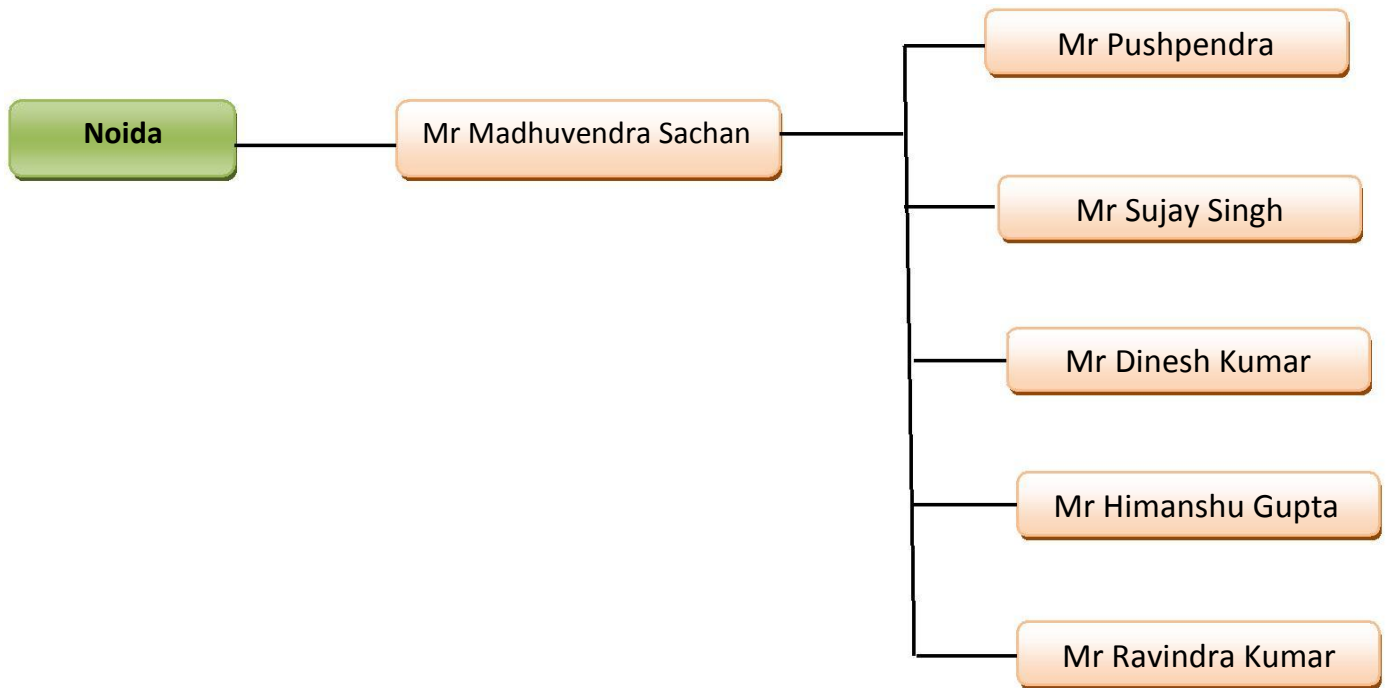 Noida
Mr Madhuvendra Sachan
Mr Pushpendra
Mr Sujay Singh
Mr Dinesh Kumar
Mr Himanshu Gupta
Mr Ravindra Kumar